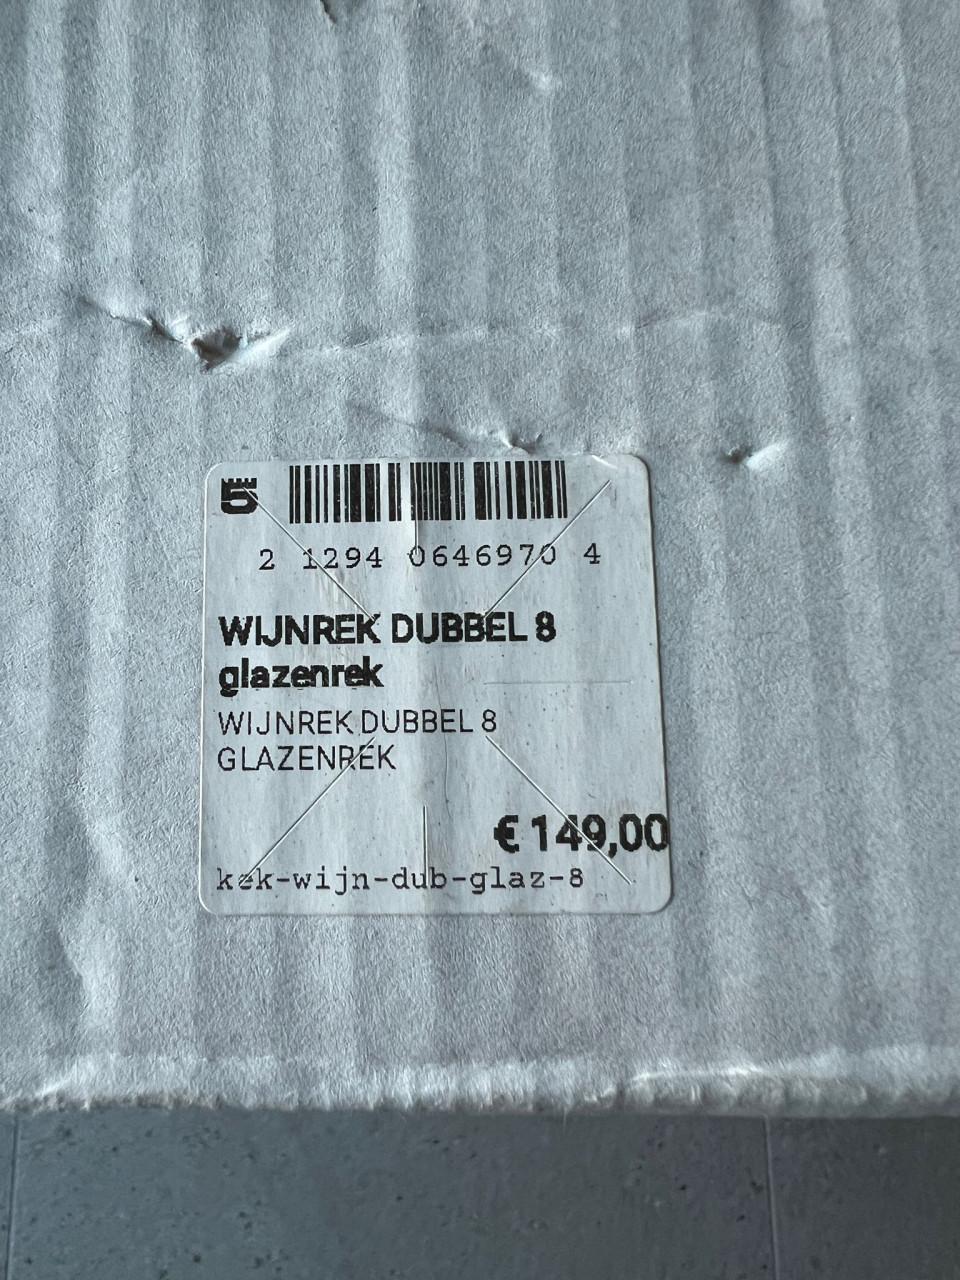 5
2 1294 0646970 4
WIJNREK DUBBEL 8
glazenrek
WIJNREK DUBBEL 8
GLAZENREK
€ 149,00
kek-wijn-dub-glaz-8